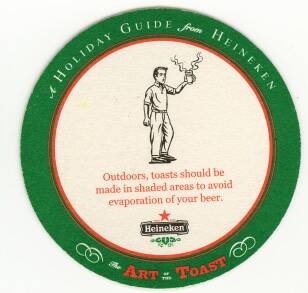 A HOLIDAY GUIDE from HEINEKEN
Outdoors, toasts should be
made in shaded areas to avoid
evaporation of your beer.
Heineken
The ART OF THE TOAST